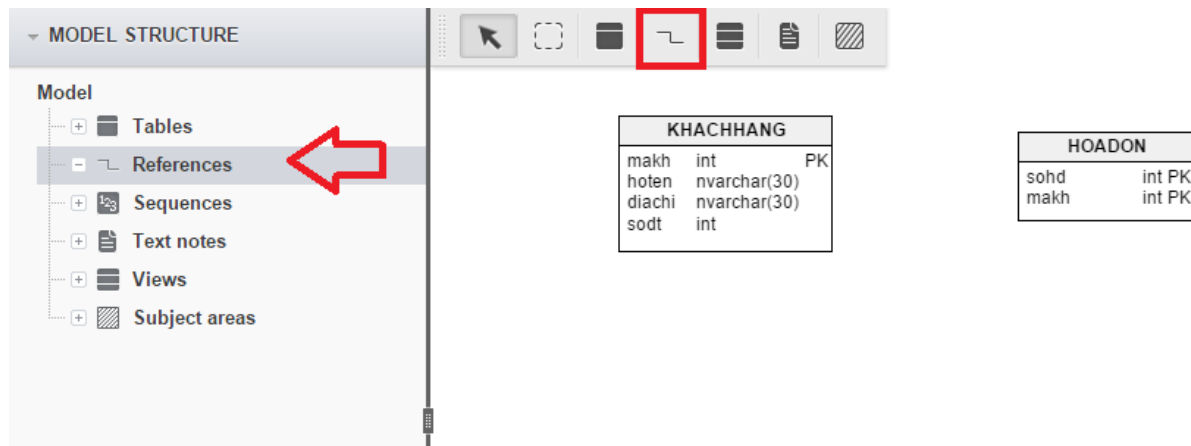 MODEL STRUCTURE
Model
Tables
References
123 Sequences
Text notes
Views
Subject areas
KHACHHANG
makh int PK
hoten nvarchar(30)
diachi nvarchar(30)
sodt int
HOADON
sohd int PK
makh int PK